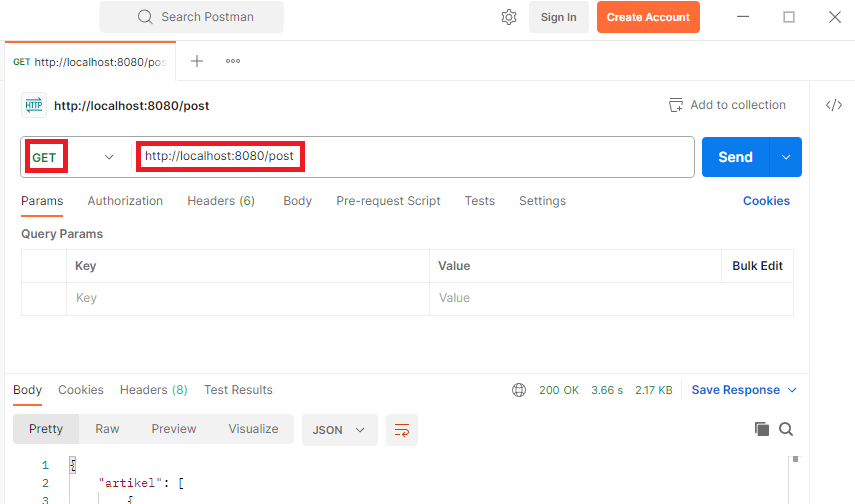 Search Postman
Sign In
Create Account
GET http://localhost:8080/pos
HTTP http://localhost:8080/post
Add to collection
GET
http://localhost:8080/post
Send
Params Authorization Headers (6) Body Pre-request Script Tests Settings Cookies
Query Params
Key Value Bulk Edit
Key Value
Body Cookies Headers (8) Test Results 200 OK 3.66 s 2.17 KB Save Response
Pretty Raw Preview Visualize JSON
1 {
2 "artikel": [
3 {